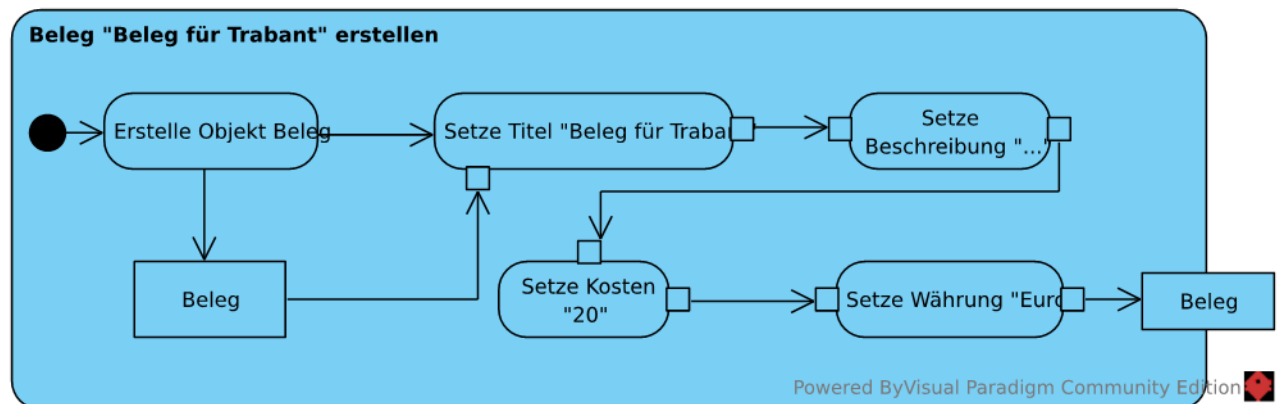 Beleg "Beleg für Trabant" erstellen
Erstelle Objekt Beleg
Setze Titel "Beleg für Traba
Setze
Beschreibung "..."
Beleg
Setze Kosten
"20"
Setze Währung "Euro
Beleg
Powered ByVisual Paradigm Community Edition